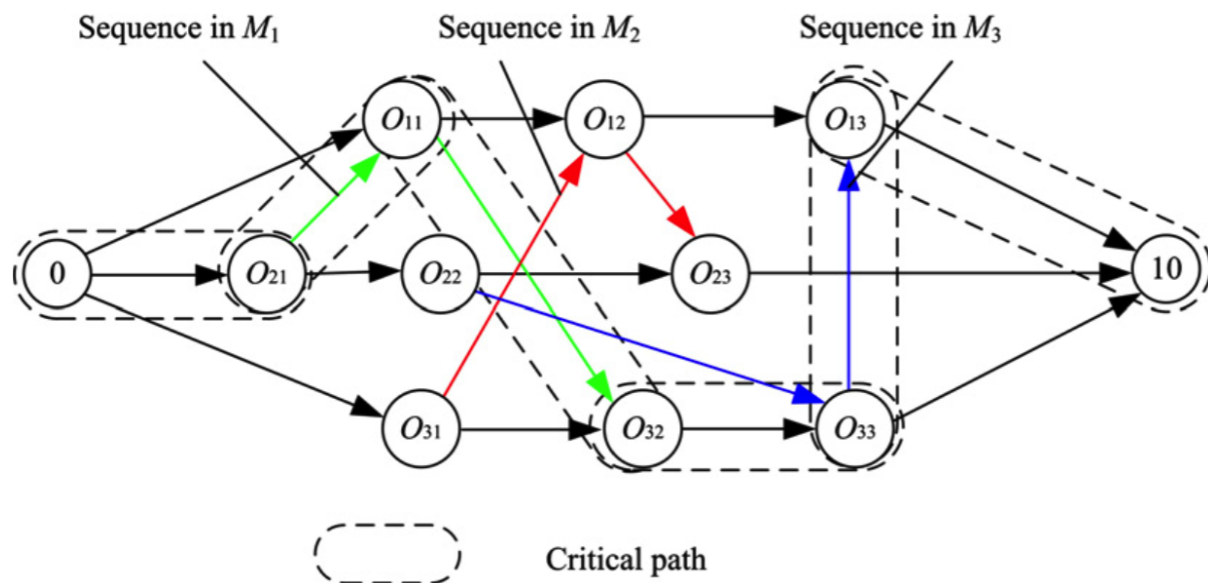 Sequence in M1 Sequence in M2 Sequence in M3
O11 O12 O13
0 O21 O22 O23 10
O31 O32 O33
Critical path